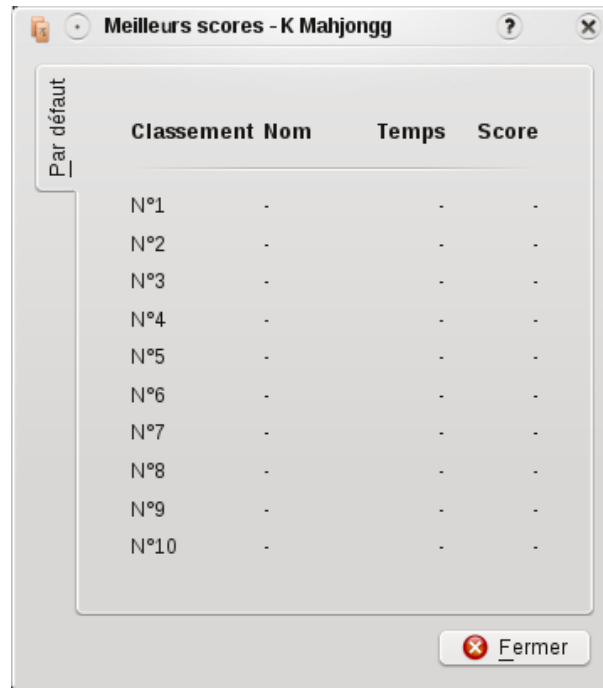 Meilleurs scores - K Mahjongg ?
Par défaut
Classement Nom Temps Score
N°1 - - -
N°2 - - -
N°3 - - -
N°4 - - -
N°5 - - -
N°6 - - -
N°7 - - -
N°8 - - -
N°9 - - -
N°10 - - -
Fermer